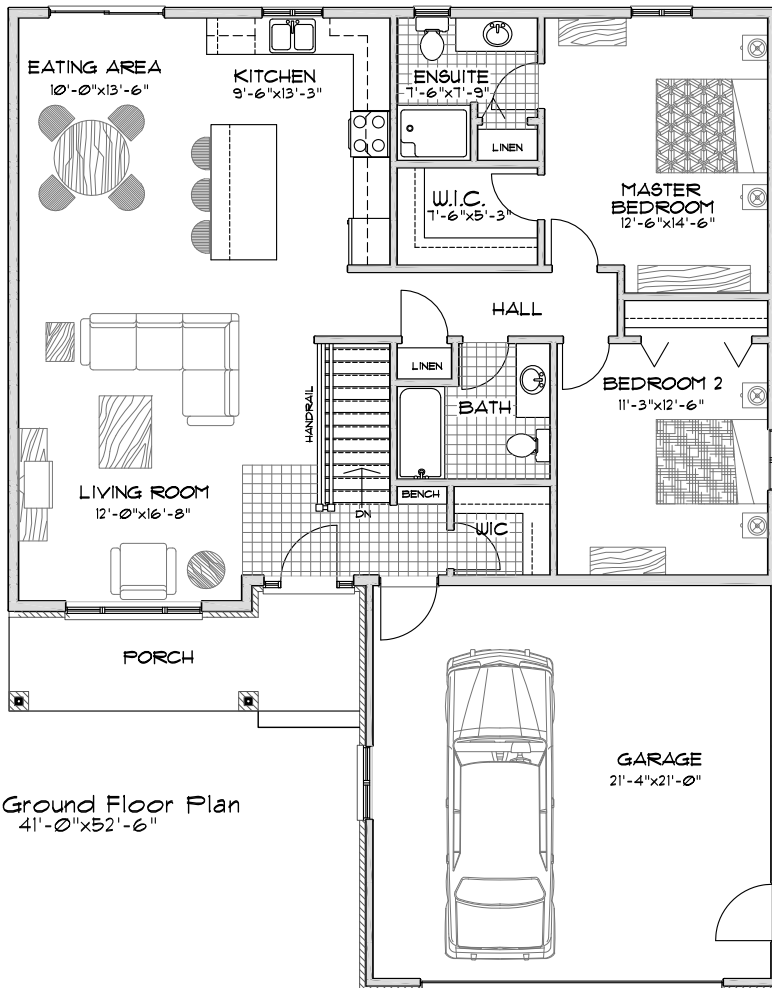 EATING AREA
10'-0"x13'-6"
KITCHEN
9'-6"x13'-3"
ENSUITE
7'-6"x7'-9"
LINEN
W.I.C.
7'-6"x5'-3"
MASTER
BEDROOM
12'-6"x14'-6"
HALL
LINEN
BATH
BEDROOM 2
11'-3"x12'-6"
HANDRAIL
LIVING ROOM
12'-0"x16'-8"
DN
BENCH
WIC
PORCH
GARAGE
21'-4"x21'-0"
Ground Floor Plan
41'-0"x52'-6"